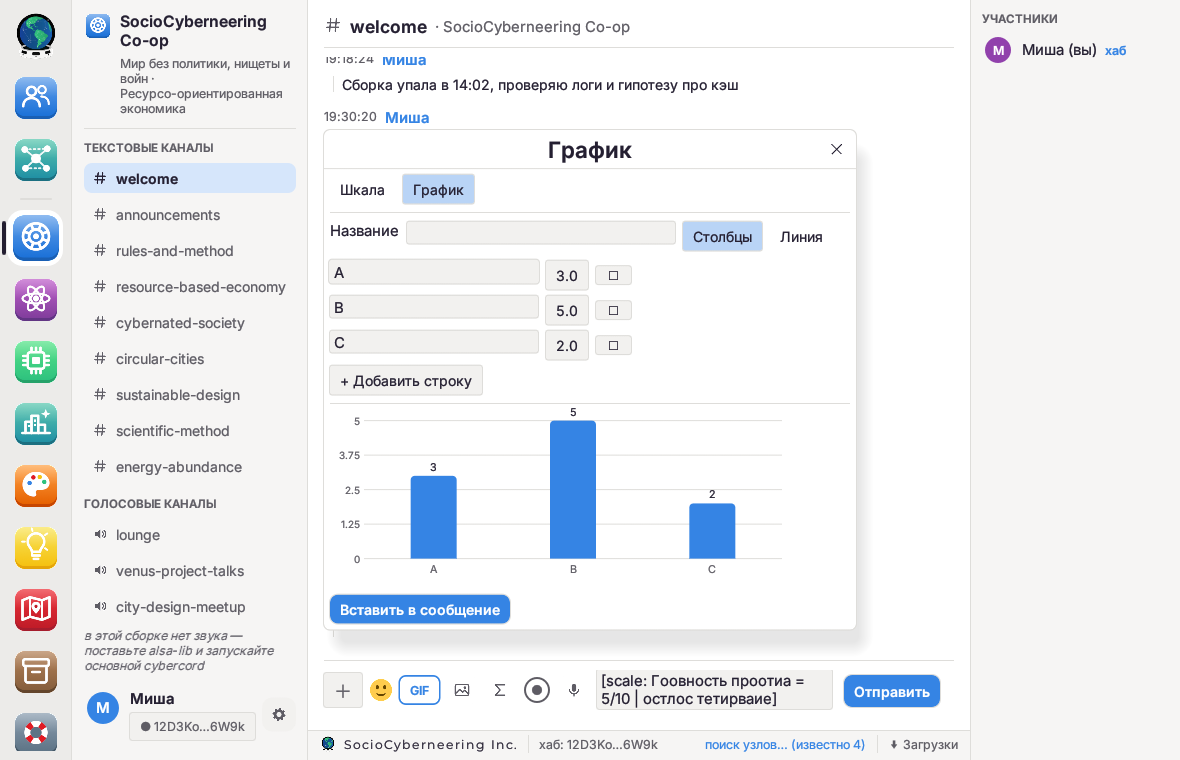 SocioCyberneering
Co-op
Мир без политики, нищеты и
войн ·
Ресурсо-ориентированная
экономика
ТЕКСТОВЫЕ КАНАЛЫ
# welcome
# announcements
# rules-and-method
# resource-based-economy
# cybernated-society
# circular-cities
# sustainable-design
# scientific-method
# energy-abundance
ГОЛОСОВЫЕ КАНАЛЫ
lounge
venus-project-talks
city-design-meetup
в этой сборке нет звука —
поставьте alsa-lib и запускайте
основной cybercord
М
Миша
12D3Ko…6W9k
# welcome · SocioCyberneering Co-op
19:18:24 Миша
Сборка упала в 14:02, проверяю логи и гипотезу про кэш
19:30:20 Миша
График
Шкала График
Название Столбцы Линия
A 3.0
B 5.0
C 2.0
+ Добавить строку
5
3.75
2.5
1.25
0
3 5 2
A B C
Вставить в сообщение
GIF
[scale: Гоовность проотиа =
5/10 | остлос тетирваие]
Отправить
SocioCyberneering Inc. хаб: 12D3Ko…6W9k поиск узлов… (известно 4) Загрузки
УЧАСТНИКИ
М Миша (вы) хаб